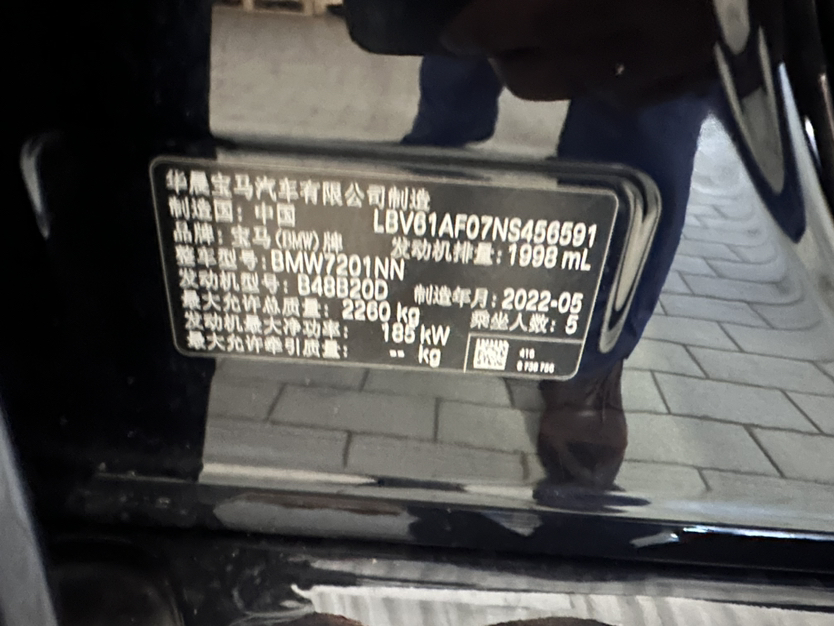 华晨宝马汽车有限公司制造
制造国：中国 LBV61AF07NS456591
品牌：宝马(BMW)牌 发动机排量：1998 mL
整车型号：BMW7201NN
发动机型号：B48B20D 制造年月：2022-05
最大允许总质量：2260 kg 乘坐人数：5
发动机最大净功率：185 kW
最大允许牵引质量：-- kg